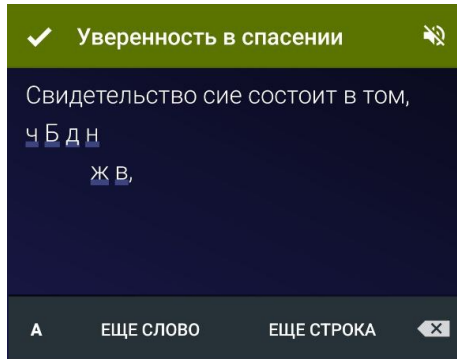 Уверенность в спасении
Свидетельство сие состоит в том,
ч Б д н
ж в,
А ЕЩЕ СЛОВО ЕЩЕ СТРОКА